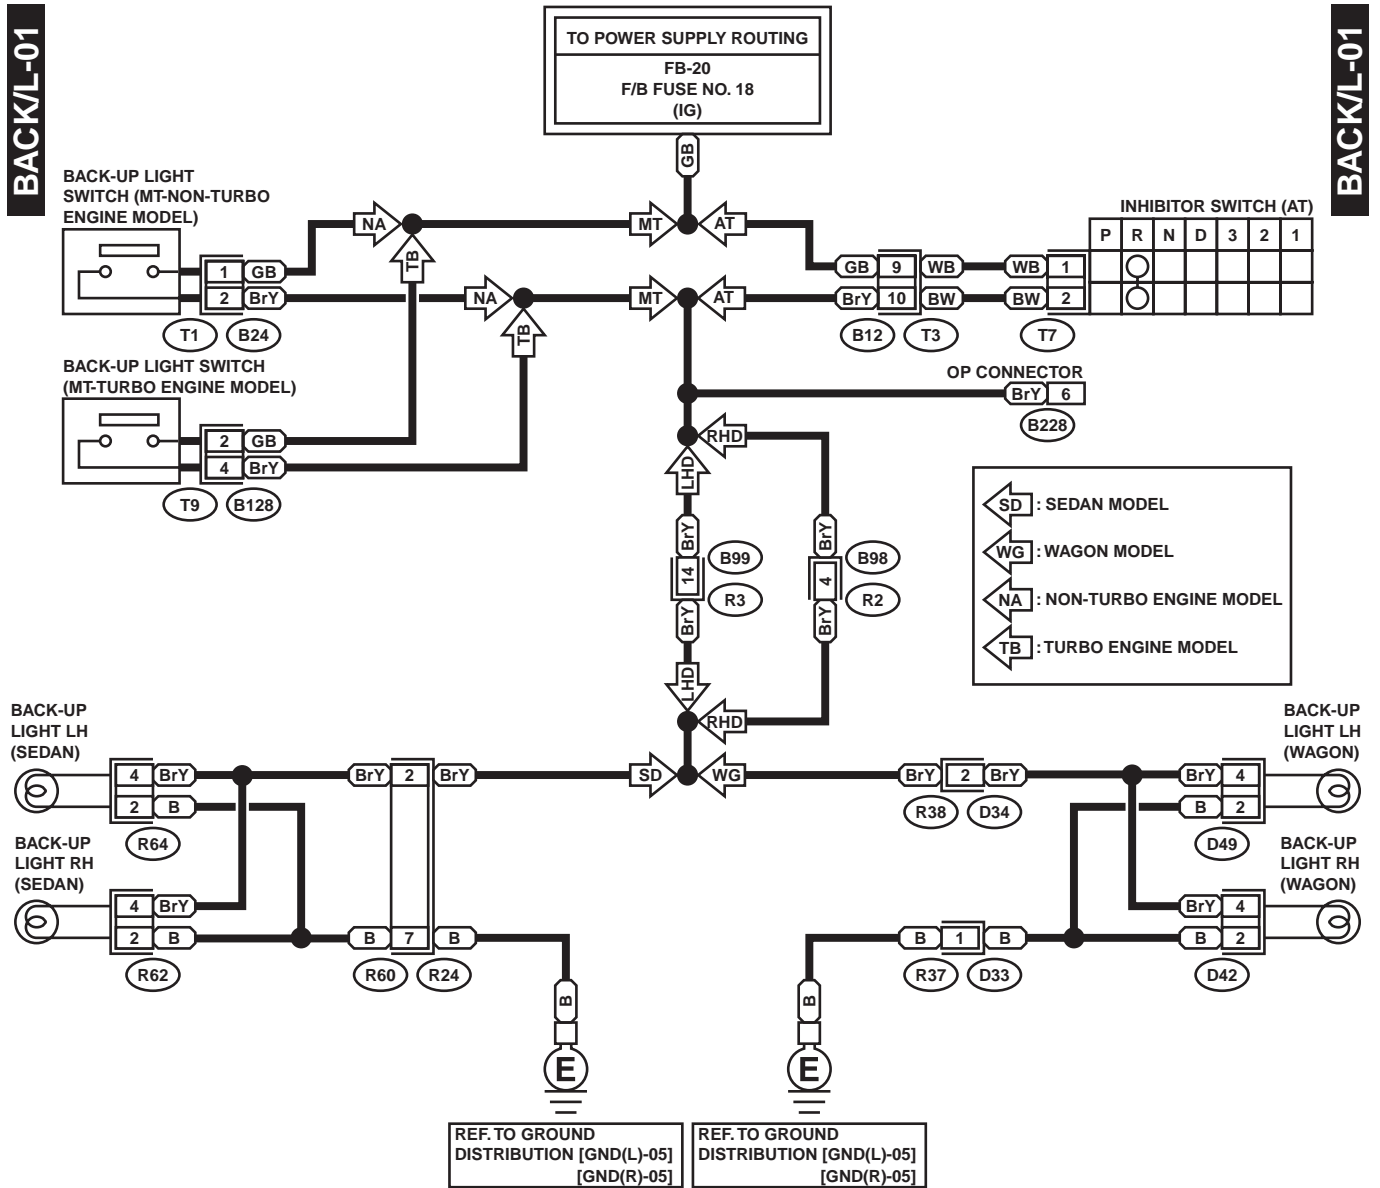 BACK/L-01
BACK/L-01
TO POWER SUPPLY ROUTING
FB-20
F/B FUSE NO. 18
(IG)
GB
BACK-UP LIGHT
SWITCH (MT-NON-TURBO
ENGINE MODEL)
NA
MT
AT
INHIBITOR SWITCH (AT)
P R N D 3 2 1
TB
1 GB
GB 9 WB
WB 1
2 BrY
NA
MT
AT
BrY 10 BW
BW 2
T1 B24
TB
B12 T3
T7
BACK-UP LIGHT SWITCH
(MT-TURBO ENGINE MODEL)
OP CONNECTOR
BrY 6
B228
2 GB
4 BrY
RHD
LHD
T9 B128
SD : SEDAN MODEL
WG : WAGON MODEL
NA : NON-TURBO ENGINE MODEL
TB : TURBO ENGINE MODEL
BrY
BrY
14
B99
4
B98
R3
R2
BrY
BrY
LHD
RHD
BACK-UP
LIGHT LH
(SEDAN)
BACK-UP
LIGHT LH
(WAGON)
4 BrY
BrY 2 BrY
SD
WG
BrY 2 BrY
BrY 4
2 B
B 2
R64
R38 D34
D49
BACK-UP
LIGHT RH
(SEDAN)
BACK-UP
LIGHT RH
(WAGON)
4 BrY
BrY 4
2 B
B 7 B
B 1 B
B 2
R62
R60 R24
R37 D33
D42
B
B
E
E
REF. TO GROUND
DISTRIBUTION [GND(L)-05]
[GND(R)-05]
REF. TO GROUND
DISTRIBUTION [GND(L)-05]
[GND(R)-05]